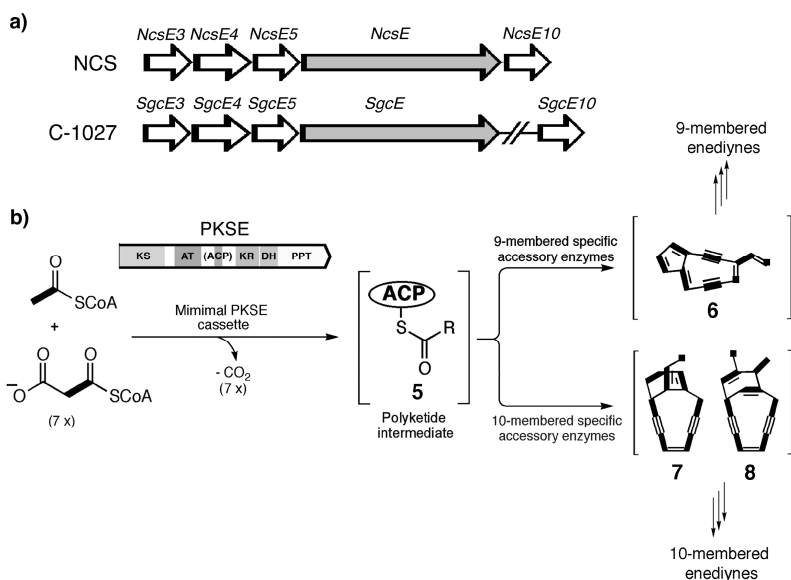 a)
NcsE3 NcsE4 NcsE5 NcsE NcsE10
NCS
SgcE3 SgcE4 SgcE5 SgcE SgcE10
C-1027
9-membered
enediynes
b)
PKSE
KS AT (ACP) KR DH PPT
O
SCoA
+
O O
⁻O SCoA
(7 x)
Mimimal PKSE
cassette
- CO₂
(7 x)
ACP
S R
O
5
Polyketide
intermediate
9-membered specific
accessory enzymes
10-membered specific
accessory enzymes
6
7 8
10-membered
enediynes